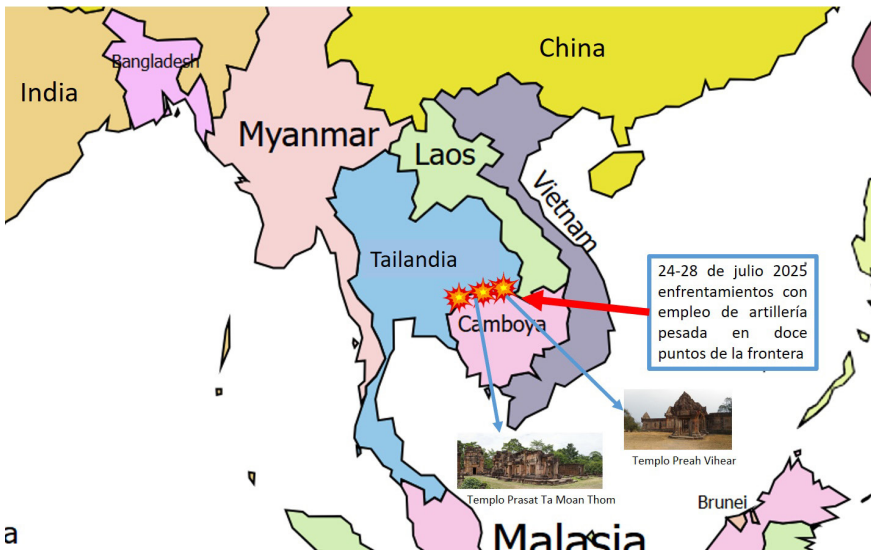 China
Bangladesh
India
Myanmar
Laos
Vietnam
Tailandia
24-28 de julio 2025
enfrentamientos con
empleo de artillería
pesada en doce
puntos de la frontera
Camboya
Templo Preah Vihear
Templo Prasat Ta Moan Thom
Brunei
Malasia
a